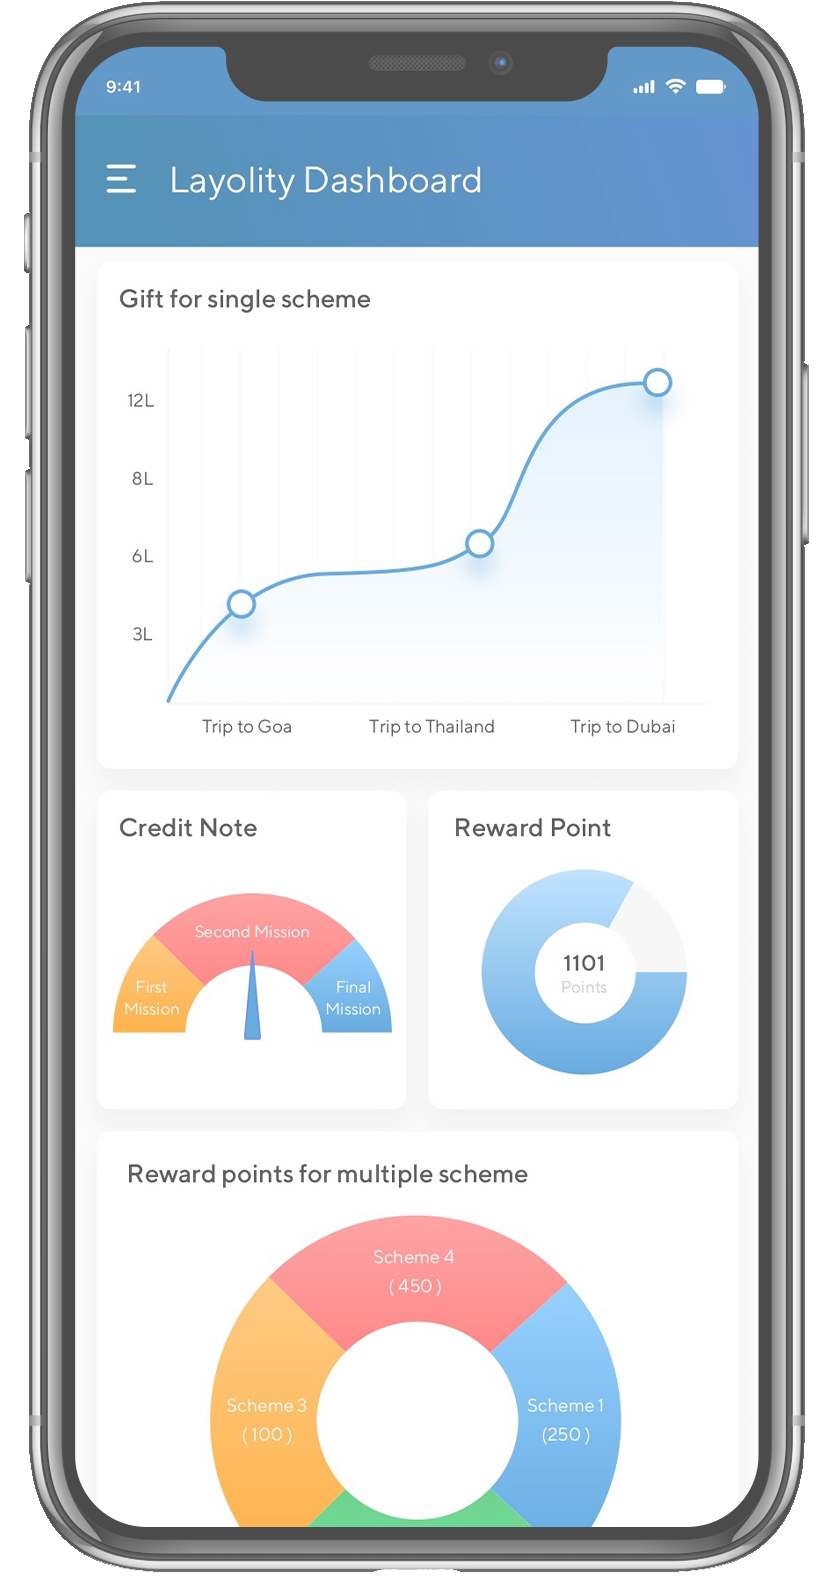 9:41
Layolity Dashboard
Gift for single scheme
12L
8L
6L
3L
Trip to Goa
Trip to Thailand
Trip to Dubai
Credit Note
Second Mission
First
Mission
Final
Mission
Reward Point
1101
Points
Reward points for multiple scheme
Scheme 4
( 450 )
Scheme 3
( 100 )
Scheme 1
(250 )